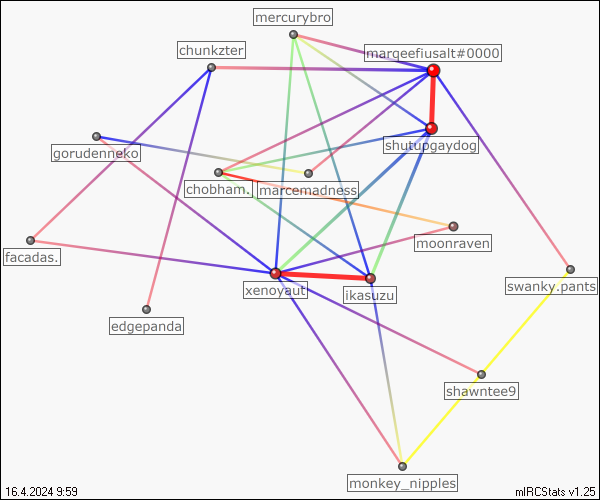 mercurybro
chunkzter
marqeefiusalt#0000
shutupgaydog
gorudenneko
chobham.
marcemadness
moonraven
facadas.
swanky.pants
xenoyaut
ikasuzu
edgepanda
shawntee9
monkey_nipples
16.4.2024 9:59
mIRCStats v1.25